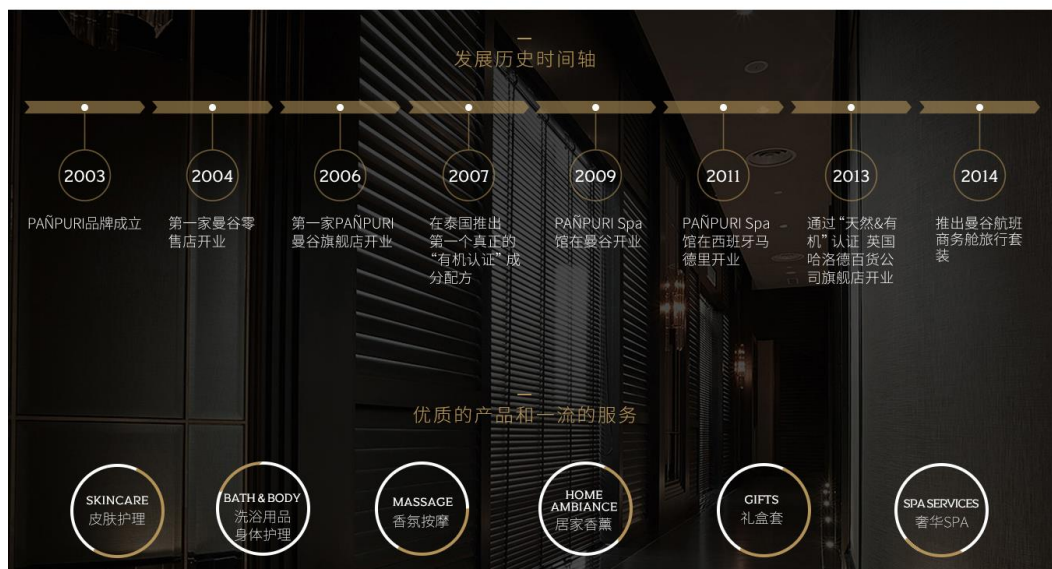 发展历史时间轴
2003
PAÑPURI品牌成立
2004
第一家曼谷零
售店开业
2006
第一家PAÑPURI
曼谷旗舰店开业
2007
在泰国推出
第一个真正的
“有机认证”成
分配方
2009
PAÑPURI Spa
馆在曼谷开业
2011
PAÑPURI Spa
馆在西班牙马
德里开业
2013
通过“天然&有
机”认证 英国
哈洛德百货公
司旗舰店开业
2014
推出曼谷航班
商务舱旅行套
装
优质的产品和一流的服务
SKINCARE
皮肤护理
BATH & BODY
洗浴用品
身体护理
MASSAGE
香氛按摩
HOME
AMBIANCE
居家香薰
GIFTS
礼盒套
SPA SERVICES
奢华SPA